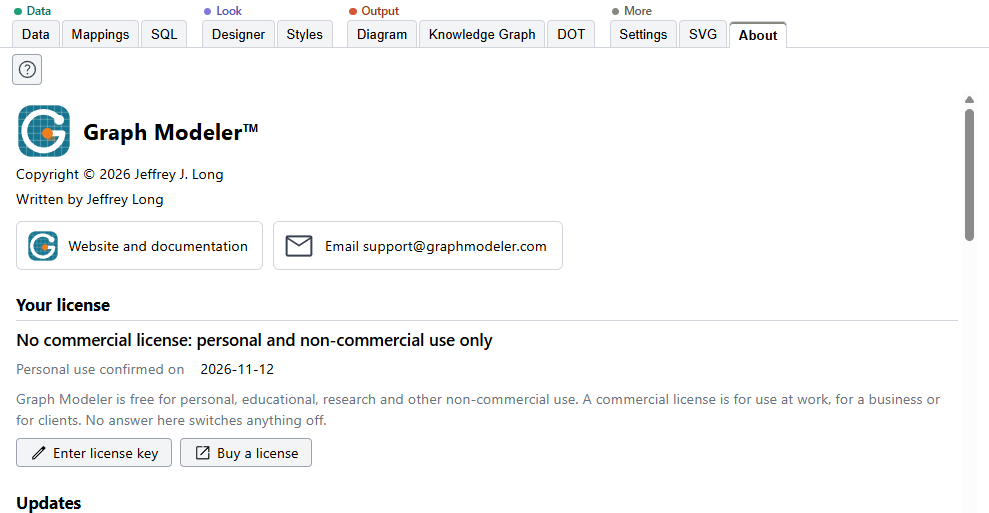 Data
Look
Output
More
Data Mappings SQL Designer Styles Diagram Knowledge Graph DOT Settings SVG About
Graph Modeler™
Copyright © 2026 Jeffrey J. Long
Written by Jeffrey Long
Website and documentation
Email support@graphmodeler.com
Your license
No commercial license: personal and non-commercial use only
Personal use confirmed on 2026-11-12
Graph Modeler is free for personal, educational, research and other non-commercial use. A commercial license is for use at work, for a business or
for clients. No answer here switches anything off.
Enter license key
Buy a license
Updates